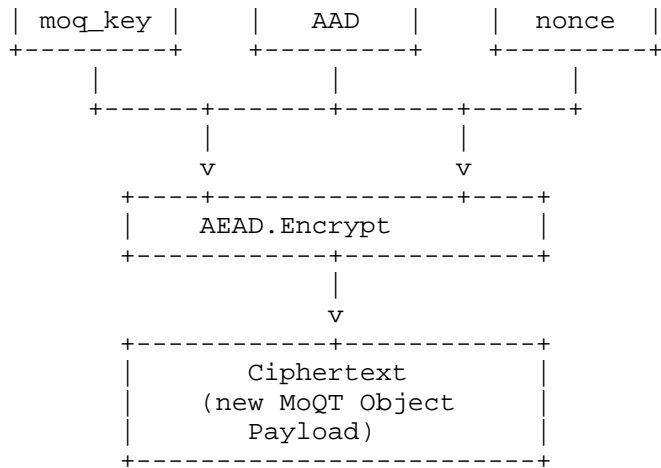 moq_key AAD nonce
v v
AEAD.Encrypt
v
Ciphertext
(new MoQT Object
Payload)